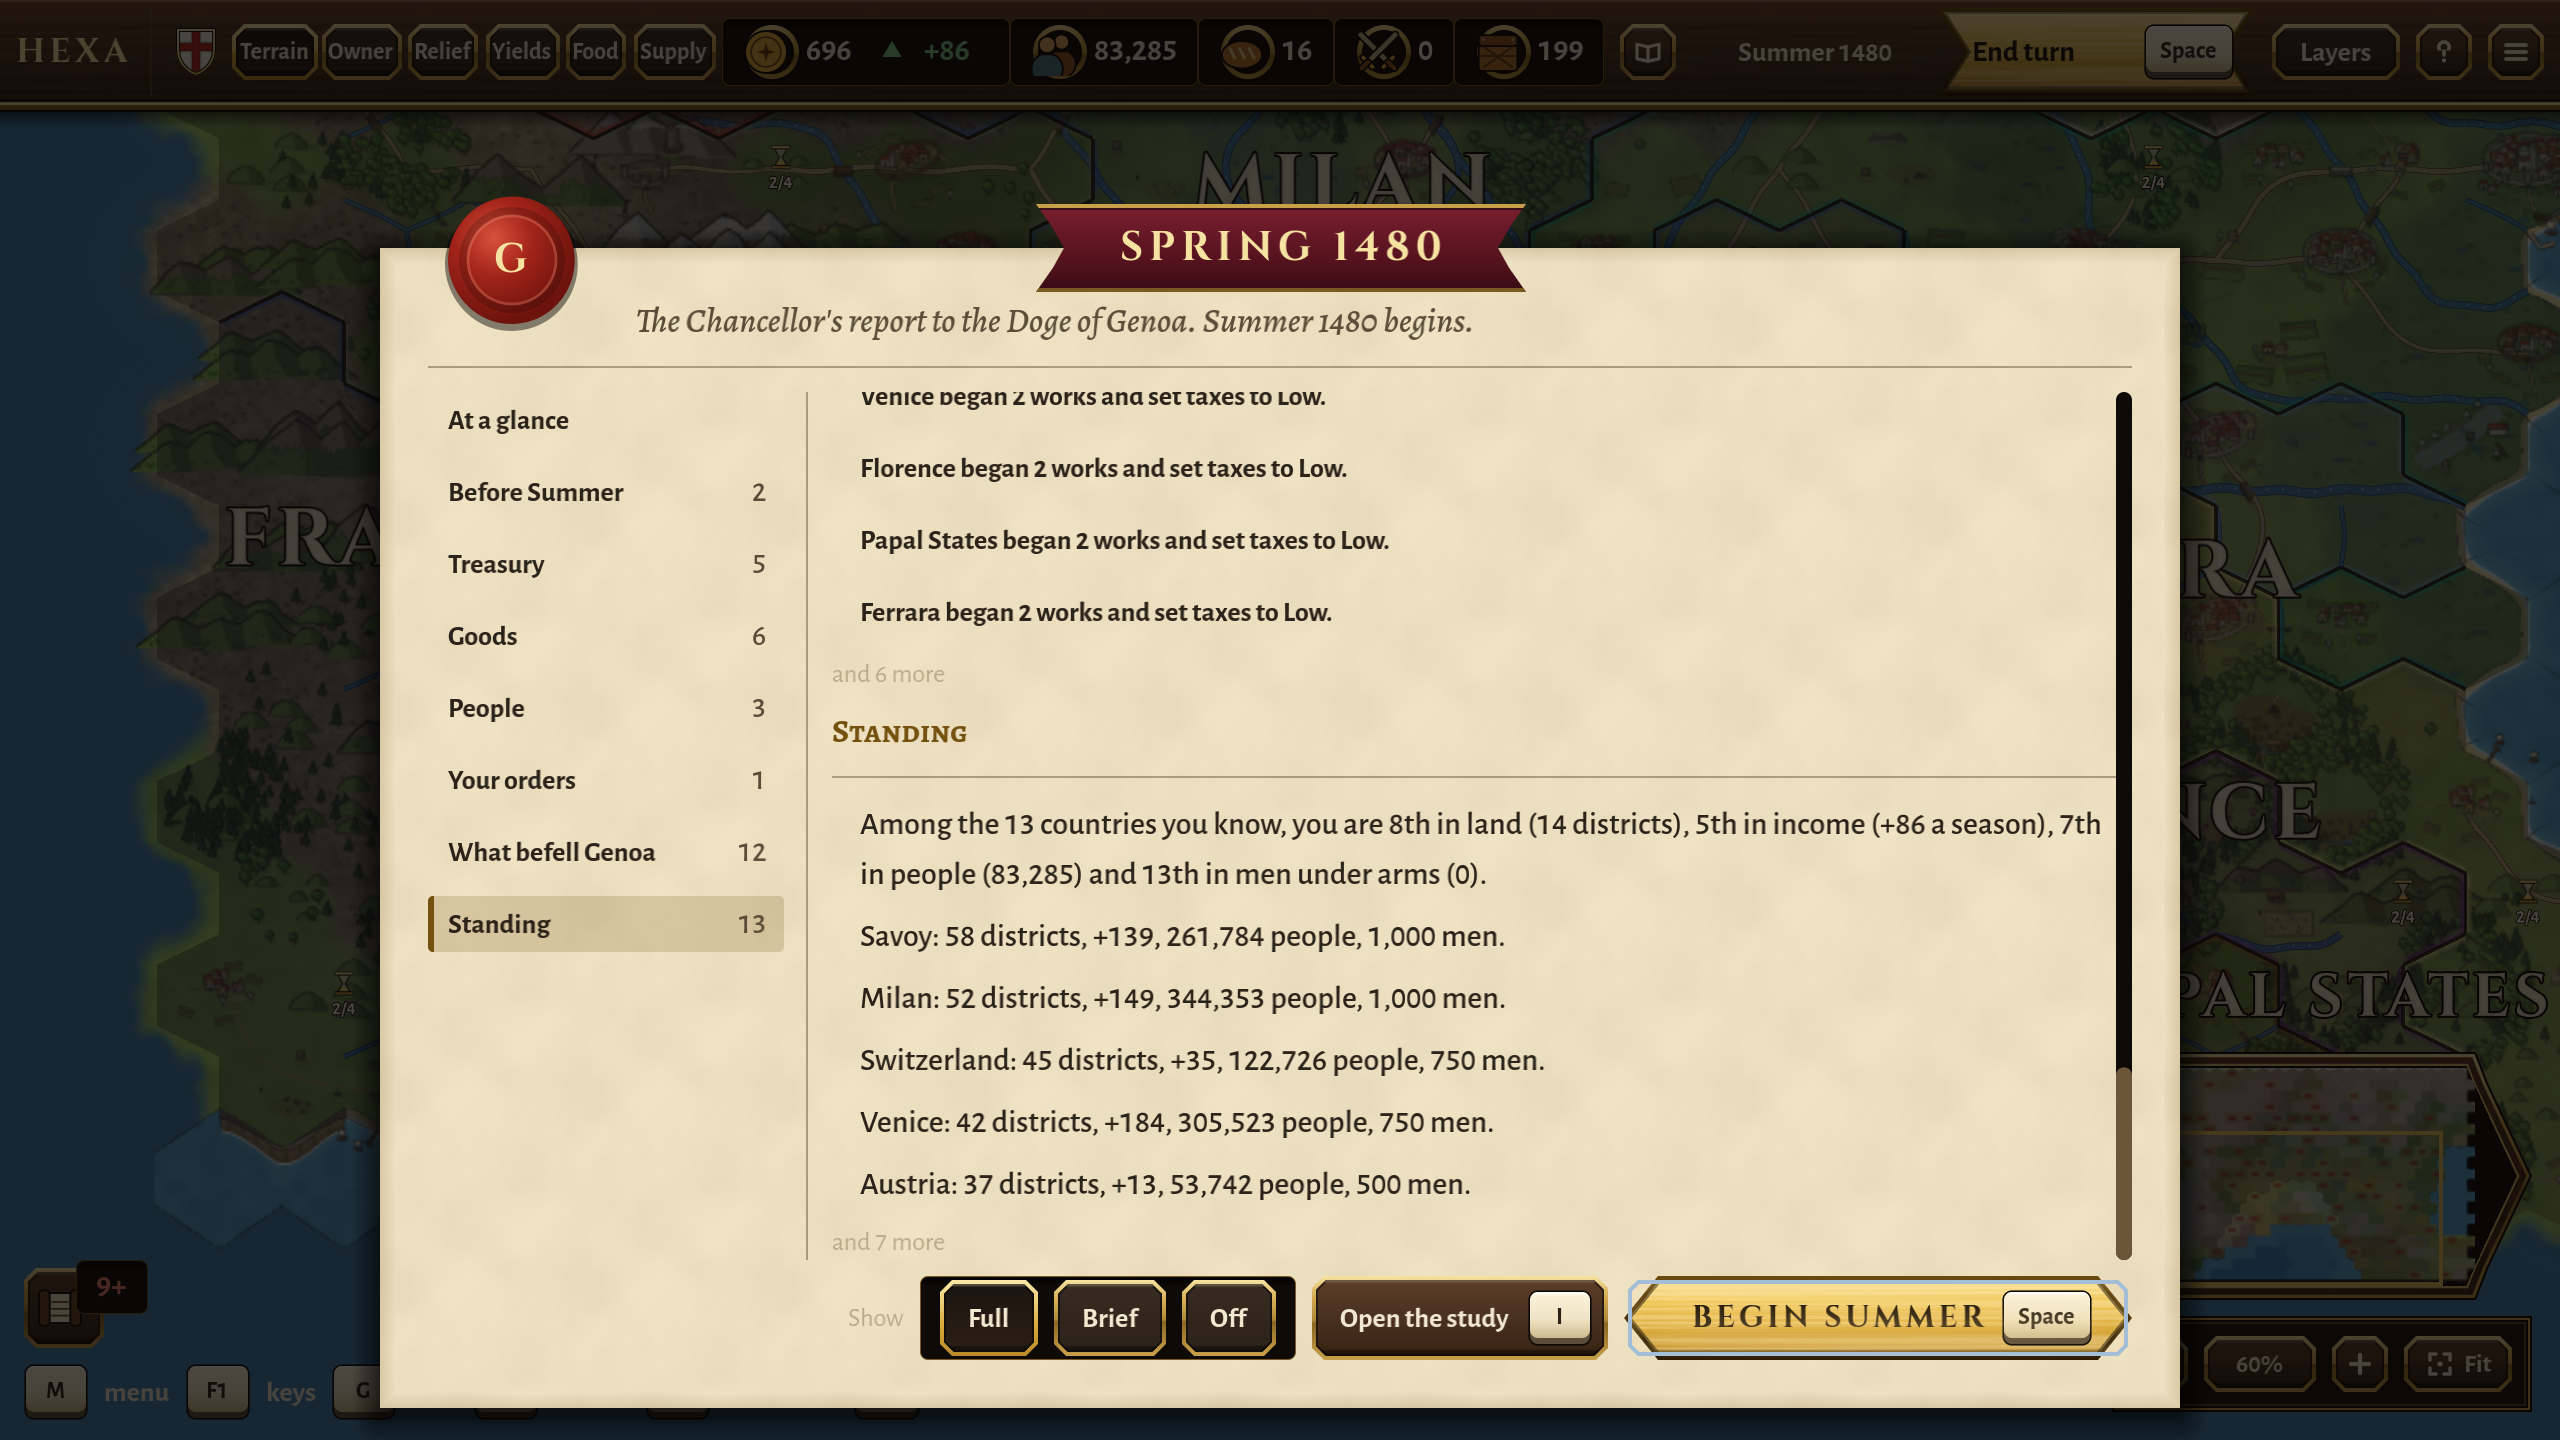 HEXA
Terrain
Owner
Relief
Yields
Food
Supply
696
+86
83,285
16
0
199
Summer 1480
End turn
Space
Layers
2/4
MILAN
2/4
G
SPRING 1480
The Chancellor's report to the Doge of Genoa. Summer 1480 begins.
At a glance
Before Summer 2
Treasury 5
Goods 6
People 3
Your orders 1
What befell Genoa 12
Standing 13
Venice began 2 works and set taxes to Low.
Florence began 2 works and set taxes to Low.
Papal States began 2 works and set taxes to Low.
Ferrara began 2 works and set taxes to Low.
and 6 more
STANDING
Among the 13 countries you know, you are 8th in land (14 districts), 5th in income (+86 a season), 7th
in people (83,285) and 13th in men under arms (0).
Savoy: 58 districts, +139, 261,784 people, 1,000 men.
Milan: 52 districts, +149, 344,353 people, 1,000 men.
Switzerland: 45 districts, +35, 122,726 people, 750 men.
Venice: 42 districts, +184, 305,523 people, 750 men.
Austria: 37 districts, +13, 53,742 people, 500 men.
and 7 more
Show
Full
Brief
Off
Open the study I
BEGIN SUMMER Space
FRA
RA
NCE
2/4
2/4
PAL STATES
2/4
9+
M menu
F1 keys
G
60%
+
Fit